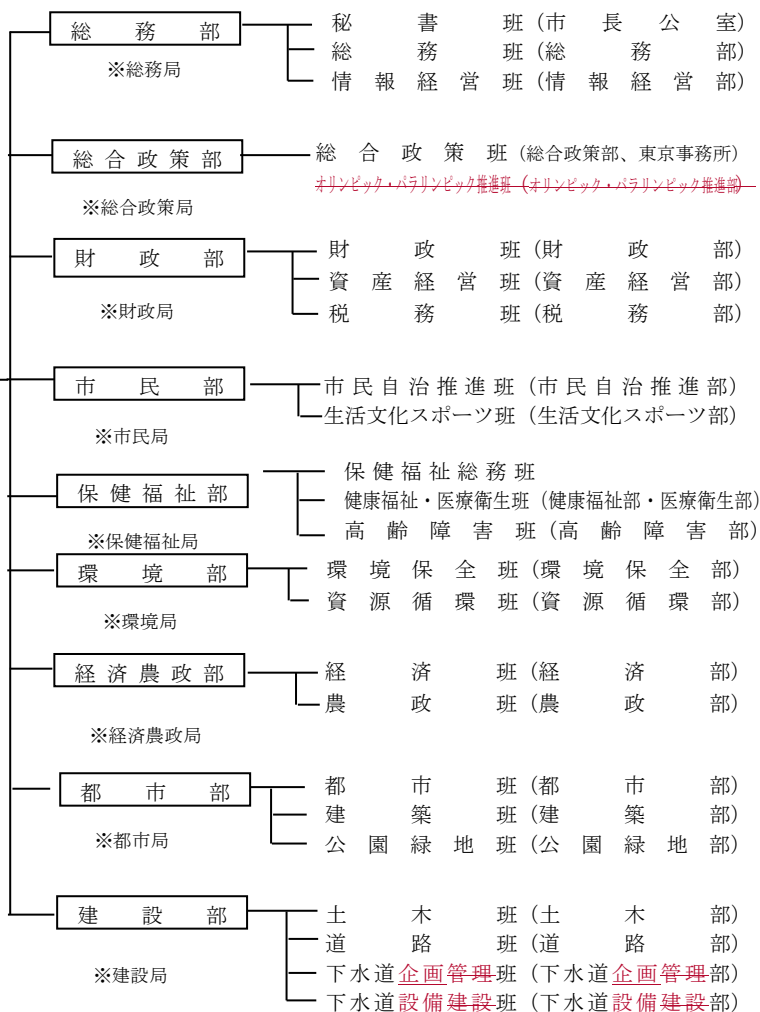 総務部
※総務局
秘書班（市長公室）
総務班（総務部）
情報経営班（情報経営部）
総合政策部
※総合政策局
総合政策班（総合政策部、東京事務所）
オリンピック・パラリンピック推進班（オリンピック・パラリンピック推進部）
財政部
※財政局
財政班（財政部）
資産経営班（資産経営部）
税務班（税務部）
市民部
※市民局
市民自治推進班（市民自治推進部）
生活文化スポーツ班（生活文化スポーツ部）
保健福祉部
※保健福祉局
保健福祉総務班
健康福祉・医療衛生班（健康福祉部・医療衛生部）
高齢障害班（高齢障害部）
環境部
※環境局
環境保全班（環境保全部）
資源循環班（資源循環部）
経済農政部
※経済農政局
経済班（経済部）
農政班（農政部）
都市部
※都市局
都市班（都市部）
建築班（建築部）
公園緑地班（公園緑地部）
建設部
※建設局
土木班（土木部）
道路班（道路部）
下水道企画管理班（下水道企画管理部）
下水道設備建設班（下水道設備建設部）